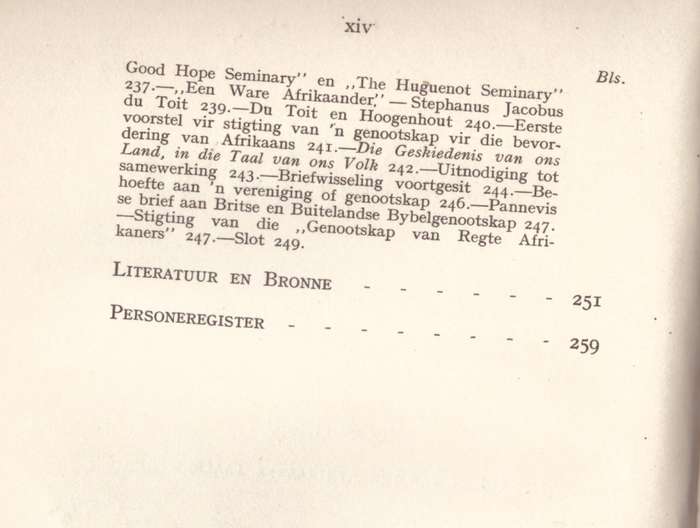 xiv
Bls.
Good Hope Seminary" en „The Huguenot Seminary"
237.—„Een Ware Afrikaander," — Stephanus Jacobus
du Toit 239.—Du Toit en Hoogenhout 240.—Eerste
voorstel vir stigting van 'n genootskap vir die bevor-
dering van Afrikaans 241.—Die Geskiedenis van ons
Land, in die Taal van ons Volk 242.—Uitnodiging tot
samewerking 243.—Briefwisseling voortgesit 244.—Be-
hoefte aan 'n vereniging of genootskap 246.—Pannevis
se brief aan Britse en Buitelandse Bybelgenootskap 247.
—Stigting van die „Genootskap van Regte Afri-
kaners" 247.—Slot 249.
Literatuur en Bronne - - - - - - 251
Personeregister - - - - - - - - 259